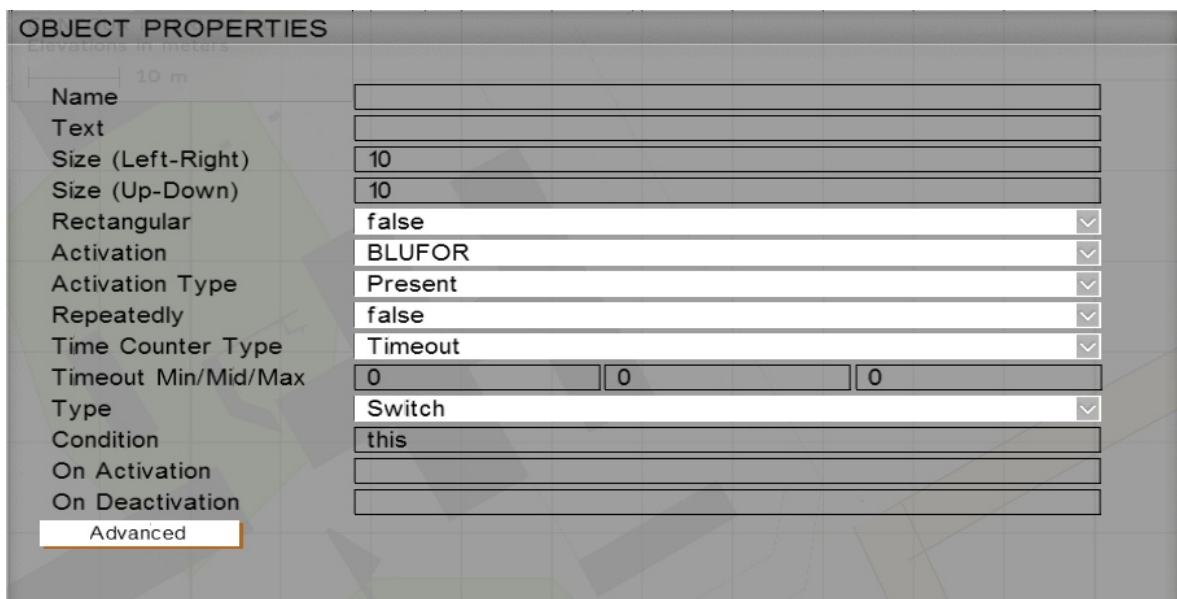 OBJECT PROPERTIES
Elevations in meters
10 m
Name
Text
Size (Left-Right) 10
Size (Up-Down) 10
Rectangular false
Activation BLUFOR
Activation Type Present
Repeatedly false
Time Counter Type Timeout
Timeout Min/Mid/Max 0 0 0
Type Switch
Condition this
On Activation
On Deactivation
Advanced